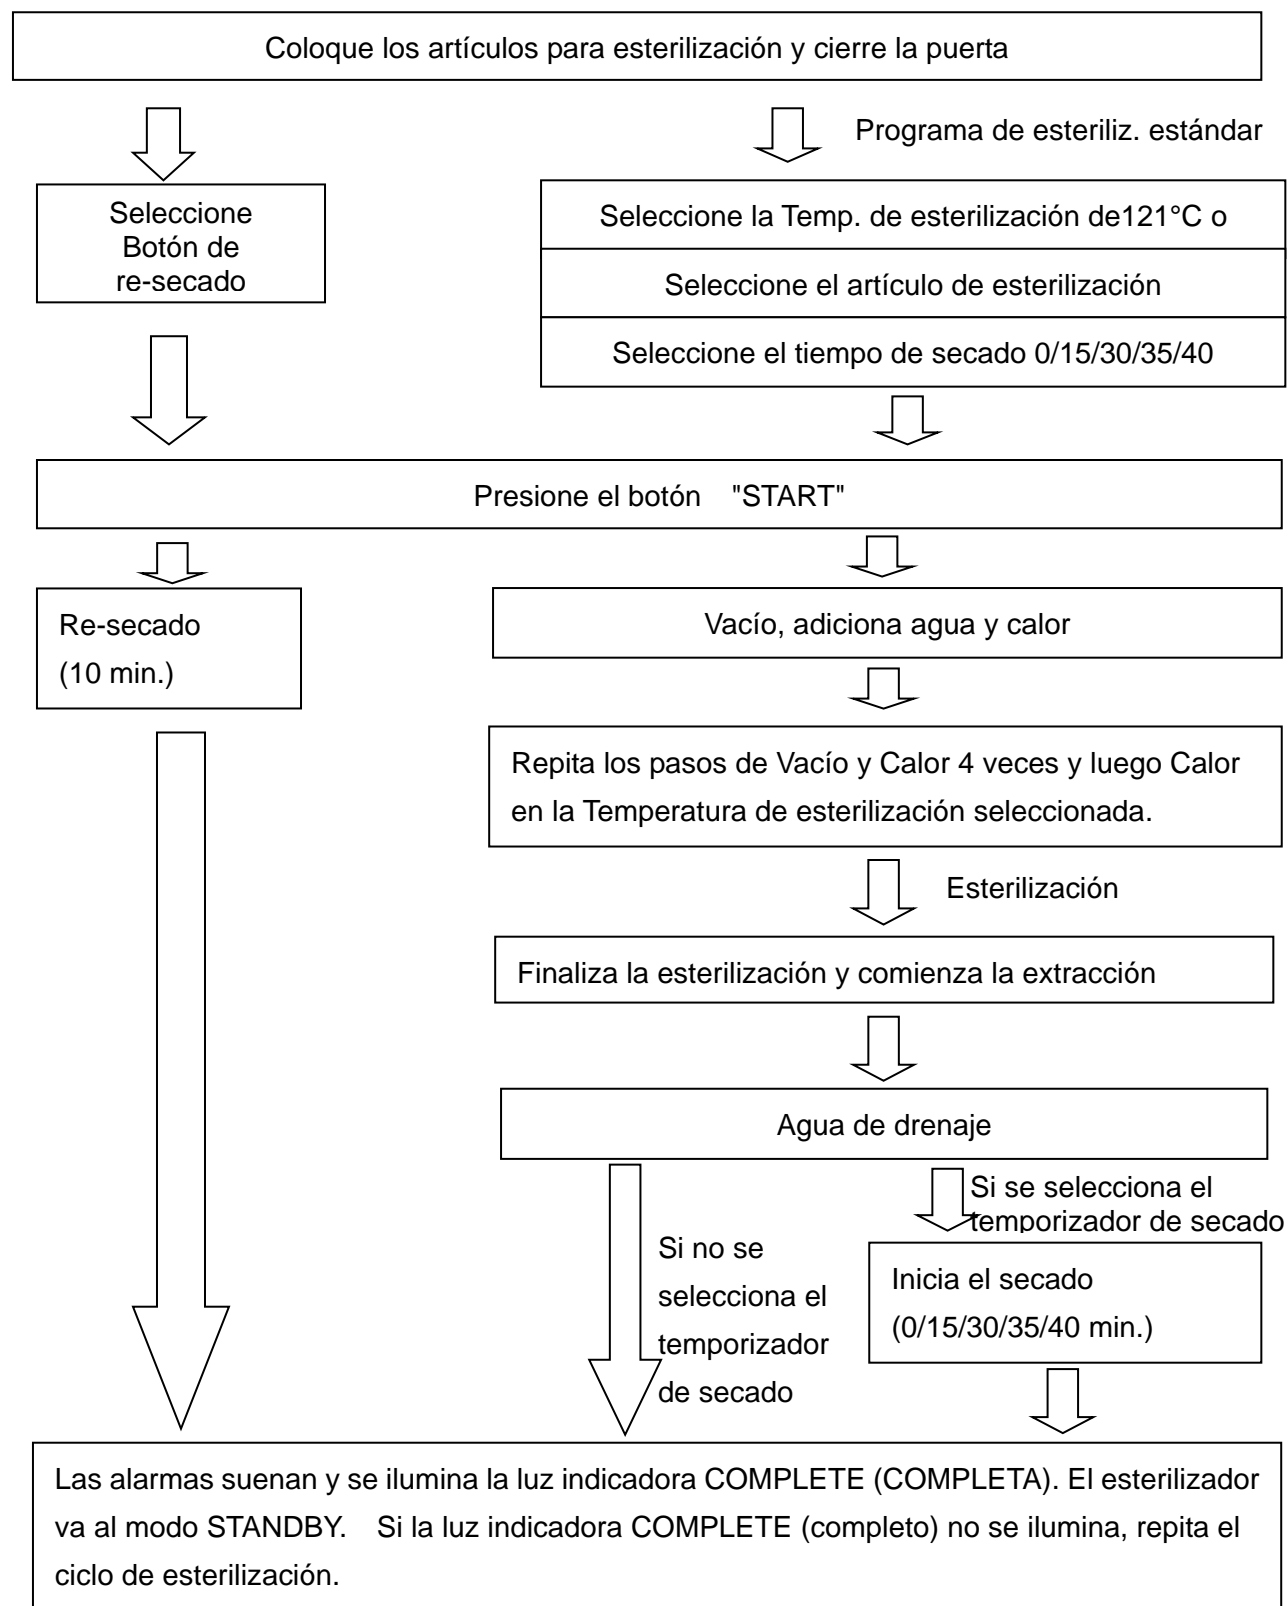 Coloque los artículos para esterilización y cierre la puerta
Programa de esteriliz. estándar
Seleccione
Botón de
re-secado
Seleccione la Temp. de esterilización de121°C o
Seleccione el artículo de esterilización
Seleccione el tiempo de secado 0/15/30/35/40
Presione el botón "START"
Re-secado
(10 min.)
Vacío, adiciona agua y calor
Repita los pasos de Vacío y Calor 4 veces y luego Calor
en la Temperatura de esterilización seleccionada.
Esterilización
Finaliza la esterilización y comienza la extracción
Agua de drenaje
Si no se
selecciona el
temporizador
de secado
Si se selecciona el
temporizador de secado
Inicia el secado
(0/15/30/35/40 min.)
Las alarmas suenan y se ilumina la luz indicadora COMPLETE (COMPLETA). El esterilizador
va al modo STANDBY. Si la luz indicadora COMPLETE (completo) no se ilumina, repita el
ciclo de esterilización.